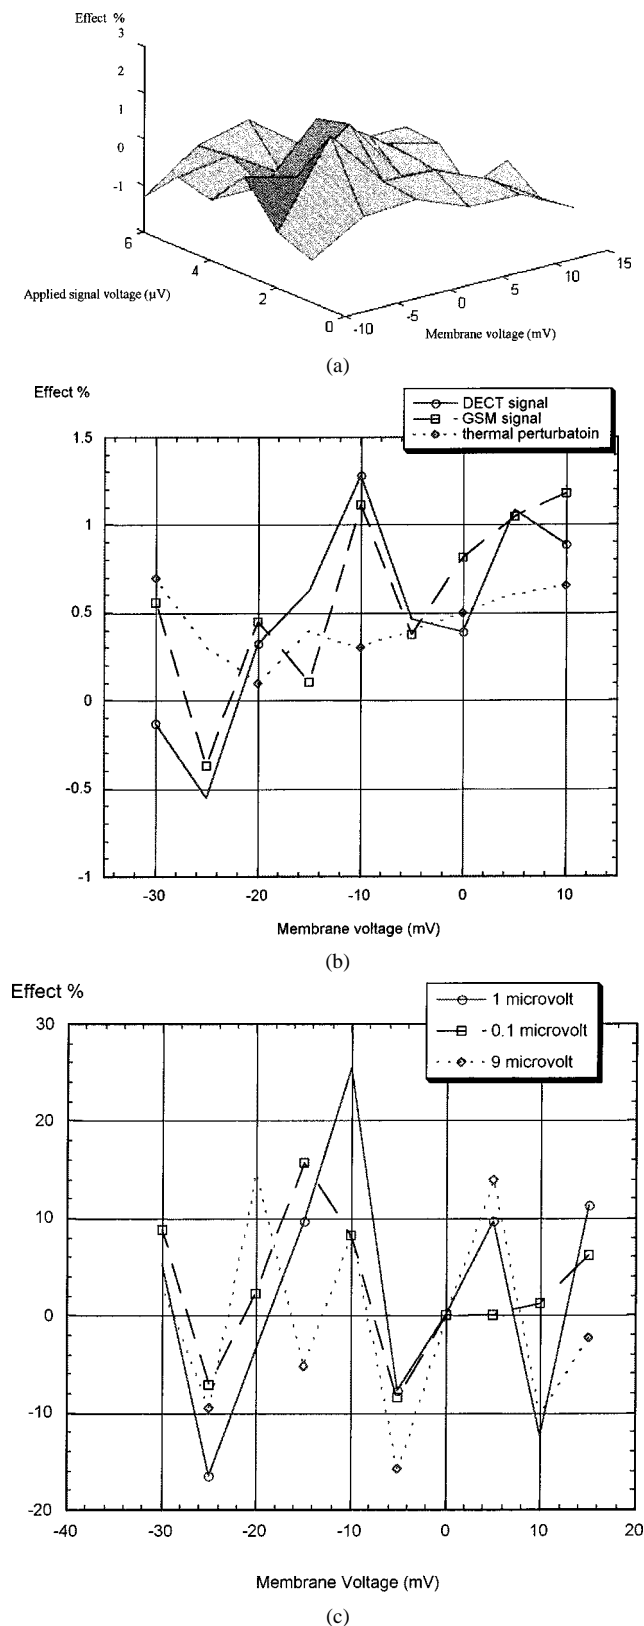 Effect %
3
2
1
0
-1
6
4
2
0
-10
-5
0
5
10
15
Applied signal voltage (µV)
Membrane voltage (mV)
(a)
Effect %
DECT signal
GSM signal
thermal perturbatoin
1.5
1
0.5
0
-0.5
-1
-30 -20 -10 0 10
Membrane voltage (mV)
(b)
Effect %
1 microvolt
0.1 microvolt
9 microvolt
30
20
10
0
-10
-20
-40 -30 -20 -10 0 10 20
Membrane Voltage (mV)
(c)